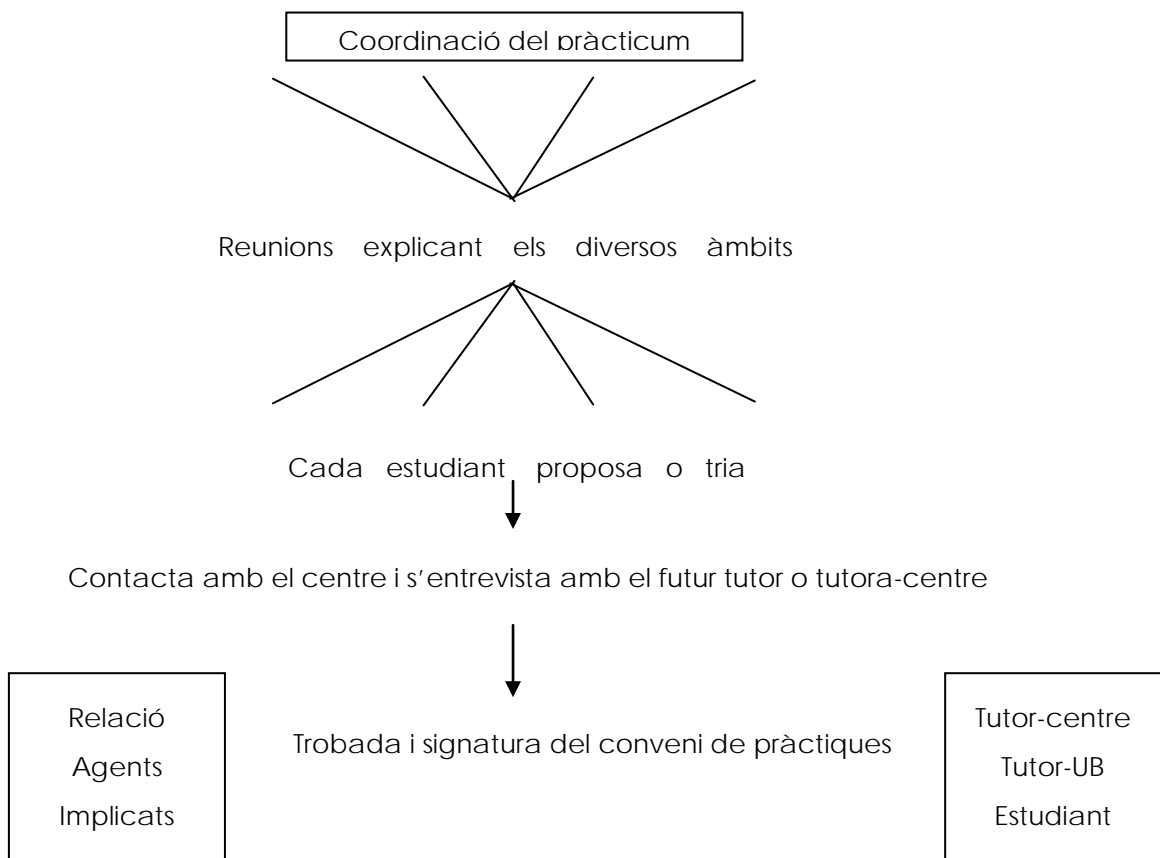 Coordinació del pràcticum
Reunions explicant els diversos àmbits
Cada estudiant proposa o tria
Contacta amb el centre i s'entrevista amb el futur tutor o tutora-centre
Relació
Agents
Implicats
Trobada i signatura del conveni de pràctiques
Tutor-centre
Tutor-UB
Estudiant